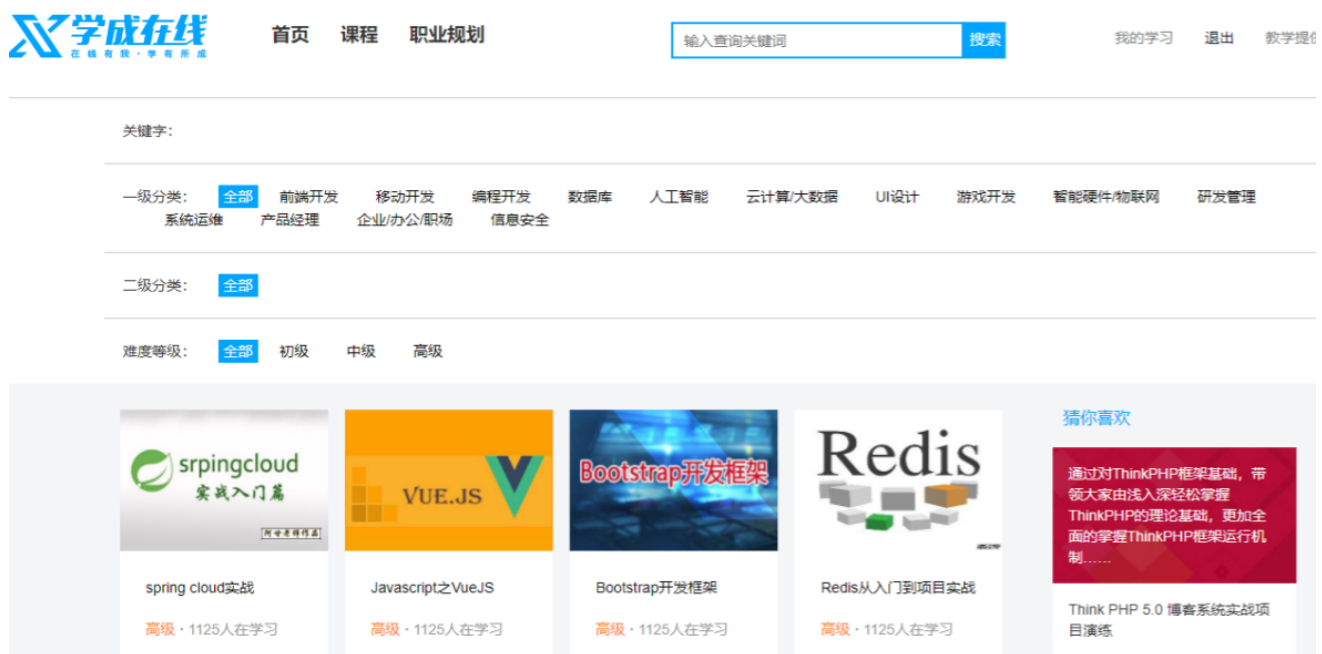 学成在线
在线有我·学有所成
首页 课程 职业规划
输入查询关键词 搜索
我的学习 退出 教学提供
关键字：
一级分类： 全部 前端开发 移动开发 编程开发 数据库 人工智能 云计算/大数据 UI设计 游戏开发 智能硬件/物联网 研发管理
系统运维 产品经理 企业/办公/职场 信息安全
二级分类： 全部
难度等级： 全部 初级 中级 高级
srpingcloud
实战入门篇
VUE.JS
Bootstrap开发框架
Redis
spring cloud实战
高级 · 1125人在学习
Javascript之VueJS
高级 · 1125人在学习
Bootstrap开发框架
高级 · 1125人在学习
Redis从入门到项目实战
高级 · 1125人在学习
猜你喜欢
通过对ThinkPHP框架基础，带
领大家由浅入深轻松掌握
ThinkPHP的理论基础，更加全
面的掌握ThinkPHP框架运行机
制……
Think PHP 5.0 博客系统实战项
目演练